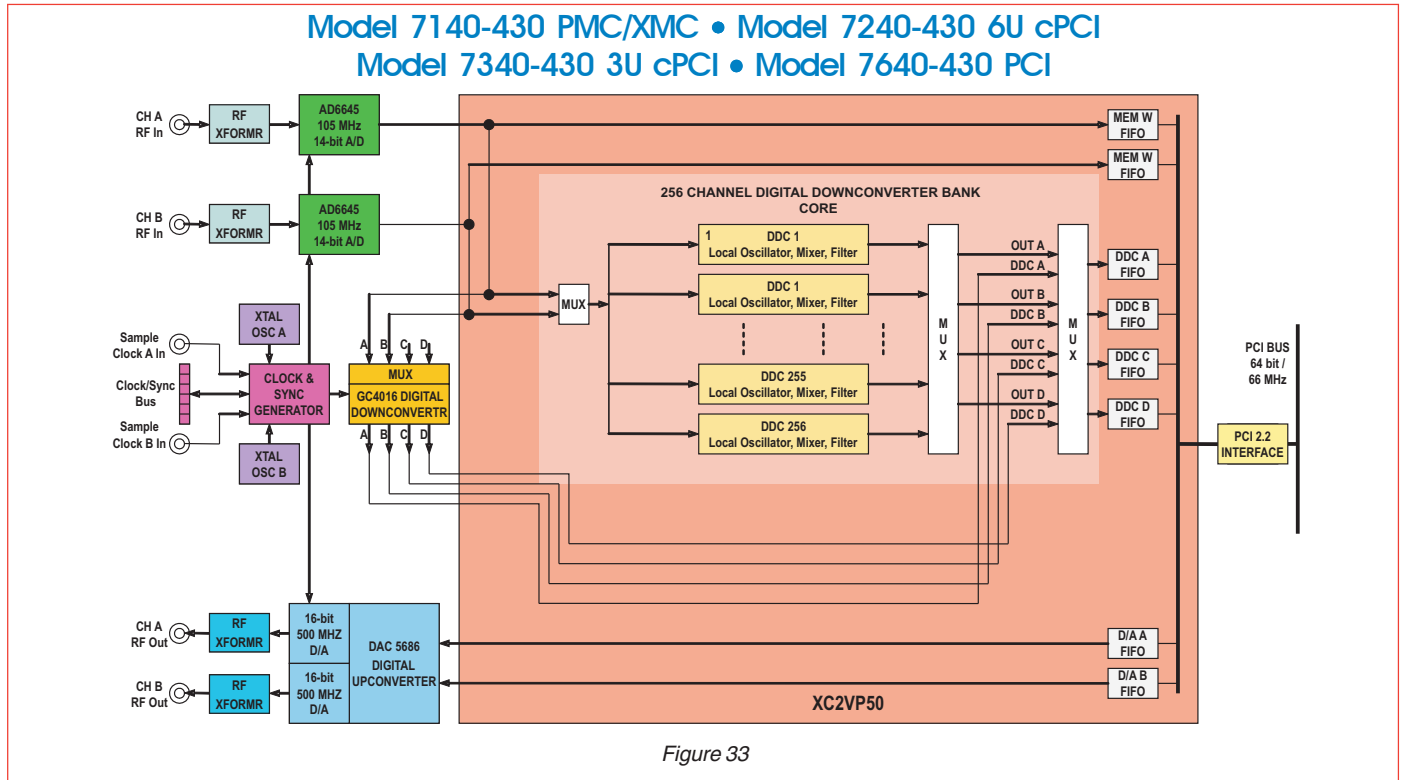 Model 7140-430 PMC/XMC • Model 7240-430 6U cPCI
Model 7340-430 3U cPCI • Model 7640-430 PCI
CH A
RF In
RF
XFORMR
AD6645
105 MHz
14-bit A/D
MEM W
FIFO
MEM W
FIFO
CH B
RF In
RF
XFORMR
AD6645
105 MHz
14-bit A/D
256 CHANNEL DIGITAL DOWNCONVERTER BANK
CORE
1
DDC 1
Local Oscillator, Mixer, Filter
DDC 1
Local Oscillator, Mixer, Filter
DDC 255
Local Oscillator, Mixer, Filter
DDC 256
Local Oscillator, Mixer, Filter
MUX
M
U
X
OUT A
DDC A
OUT B
DDC B
OUT C
DDC C
OUT D
DDC D
M
U
X
DDC A
FIFO
DDC B
FIFO
DDC C
FIFO
DDC D
FIFO
PCI BUS
64 bit /
66 MHz
PCI 2.2
INTERFACE
XTAL
OSC A
Sample
Clock A In
Clock/Sync
Bus
Sample
Clock B In
CLOCK &
SYNC
GENERATOR
XTAL
OSC B
A B C D
MUX
GC4016 DIGITAL
DOWNCONVERTR
A B C D
CH A
RF Out
RF
XFORMR
16-bit
500 MHZ
D/A
DAC 5686
DIGITAL
UPCONVERTER
CH B
RF Out
RF
XFORMR
16-bit
500 MHZ
D/A
D/A A
FIFO
D/A B
FIFO
XC2VP50
Figure 33